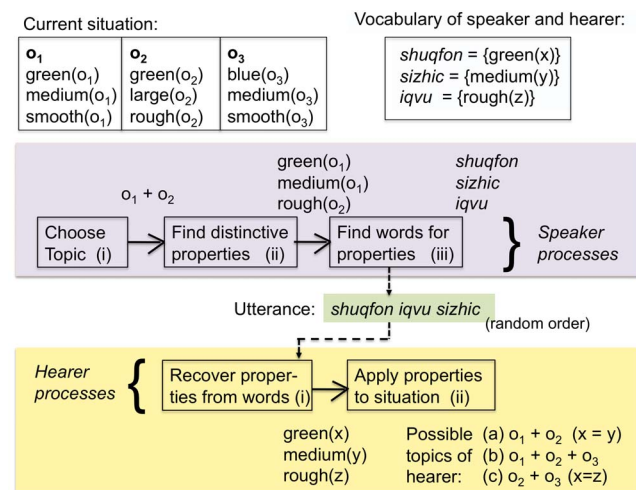 Current situation:
Vocabulary of speaker and hearer:
o1 o2 o3
green(o1) green(o2) blue(o3)
medium(o1) large(o2) medium(o3)
smooth(o1) rough(o2) smooth(o3)
shuqfon = {green(x)}
sizhic = {medium(y)}
iqvu = {rough(z)}
o1 + o2
green(o1)
medium(o1)
rough(o2)
shuqfon
sizhic
iqvu
Choose
Topic (i)
Find distinctive
properties (ii)
Find words for
properties (iii)
Speaker
processes
Utterance: shuqfon iqvu sizhic
(random order)
Hearer
processes
Recover proper-
ties from words (i)
Apply properties
to situation (ii)
green(x)
medium(y)
rough(z)
Possible (a) o1 + o2 (x = y)
topics of (b) o1 + o2 + o3
hearer: (c) o2 + o3 (x=z)